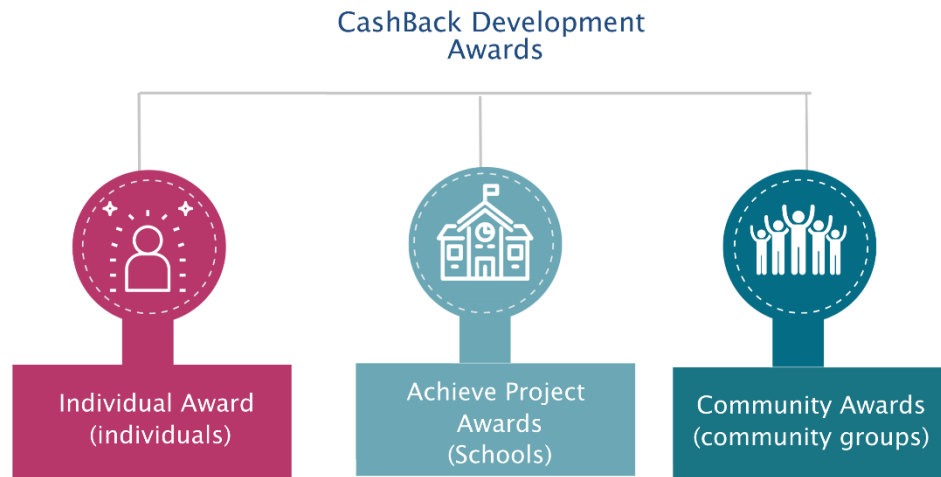 CashBack Development
Awards
Individual Award
(individuals)
Achieve Project
Awards
(Schools)
Community Awards
(community groups)